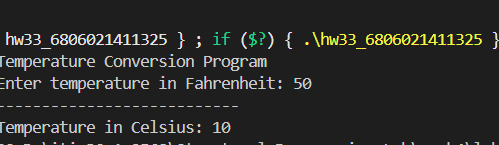 hw33_6806021411325 } ; if ($?) { .\hw33_6806021411325 }
Temperature Conversion Program
Enter temperature in Fahrenheit: 50
---------------------------
Temperature in Celsius: 10